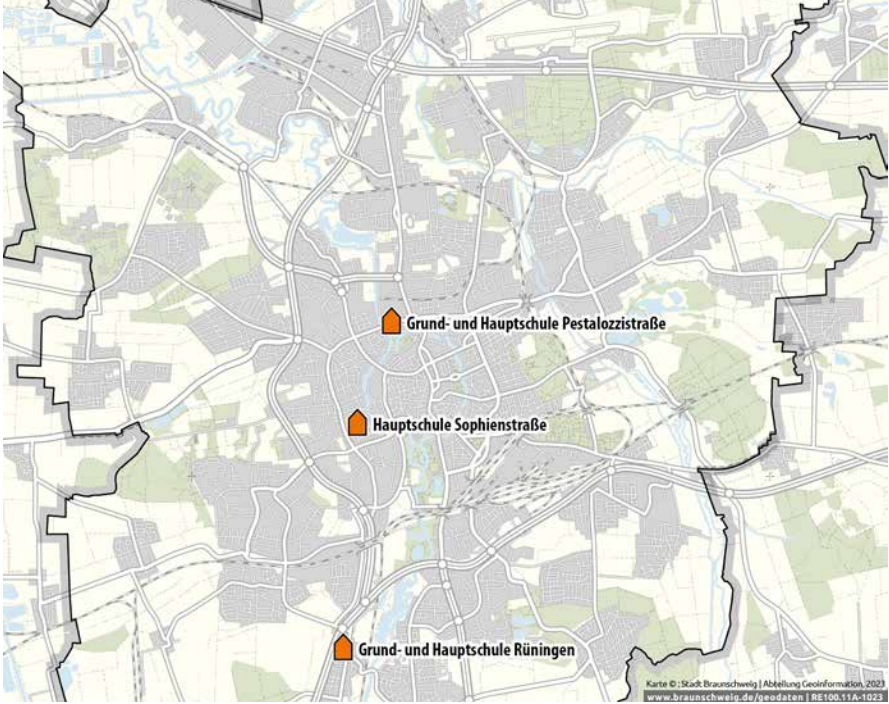 Grund- und Hauptschule Pestalozzistraße
Hauptschule Sophienstraße
Grund- und Hauptschule Rüningen
Karte © : Stadt Braunschweig | Abteilung Geoinformation, 2023
www.braunschweig.de/geodaten | RE100.11A-1023